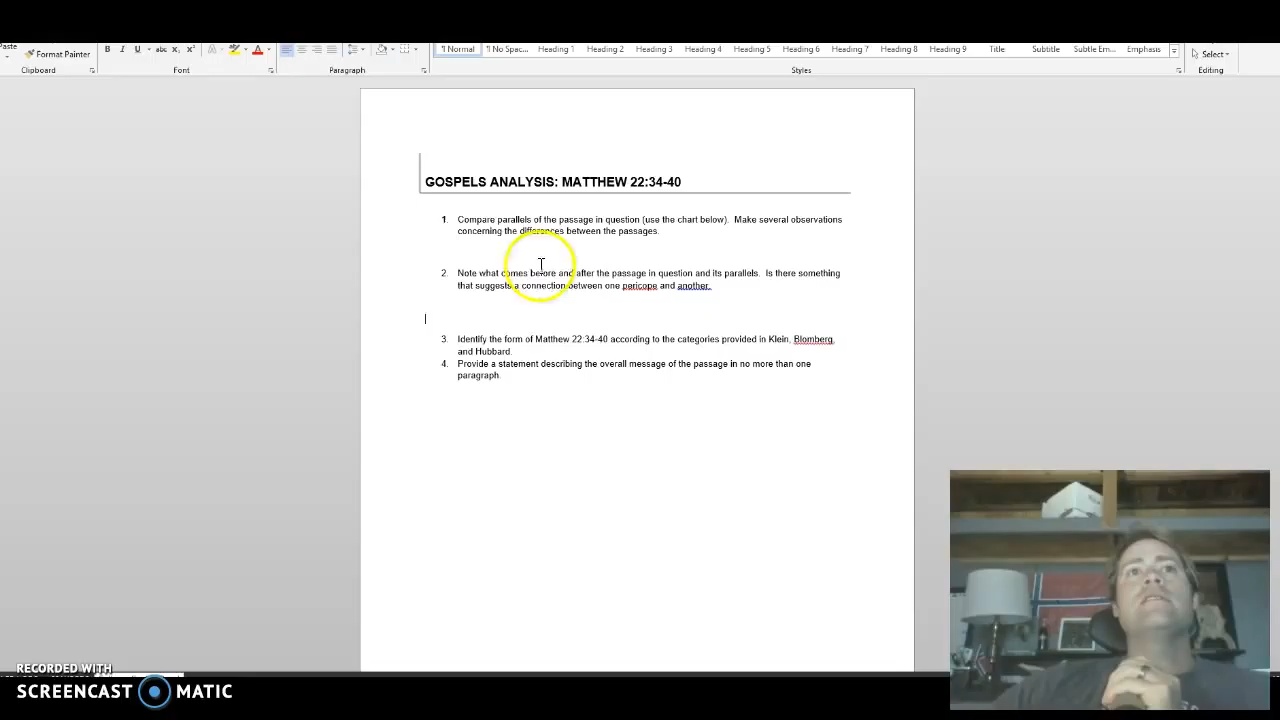 Paste
Format Painter
Clipboard
B I U abc x₂ x² A A
Font
Paragraph
¶ Normal ¶ No Spac... Heading 1 Heading 2 Heading 3 Heading 4 Heading 5 Heading 6 Heading 7 Heading 8 Heading 9 Title Subtitle Subtle Em... Emphasis
Styles
Select
Editing
GOSPELS ANALYSIS: MATTHEW 22:34-40
1. Compare parallels of the passage in question (use the chart below). Make several observations
concerning the differences between the passages.
2. Note what comes before and after the passage in question and its parallels. Is there something
that suggests a connection between one pericope and another.
3. Identify the form of Matthew 22:34-40 according to the categories provided in Klein, Blomberg,
and Hubbard.
4. Provide a statement describing the overall message of the passage in no more than one
paragraph.
RECORDED WITH
SCREENCAST MATIC